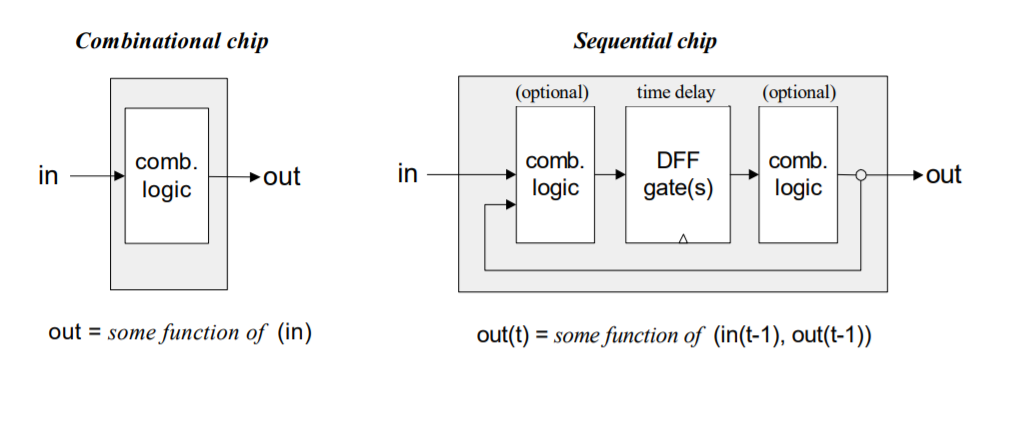 Combinational chip
in
comb.
logic
out
out = some function of (in)
Sequential chip
(optional)
time delay
(optional)
in
comb.
logic
DFF
gate(s)
comb.
logic
out
out(t) = some function of (in(t-1), out(t-1))